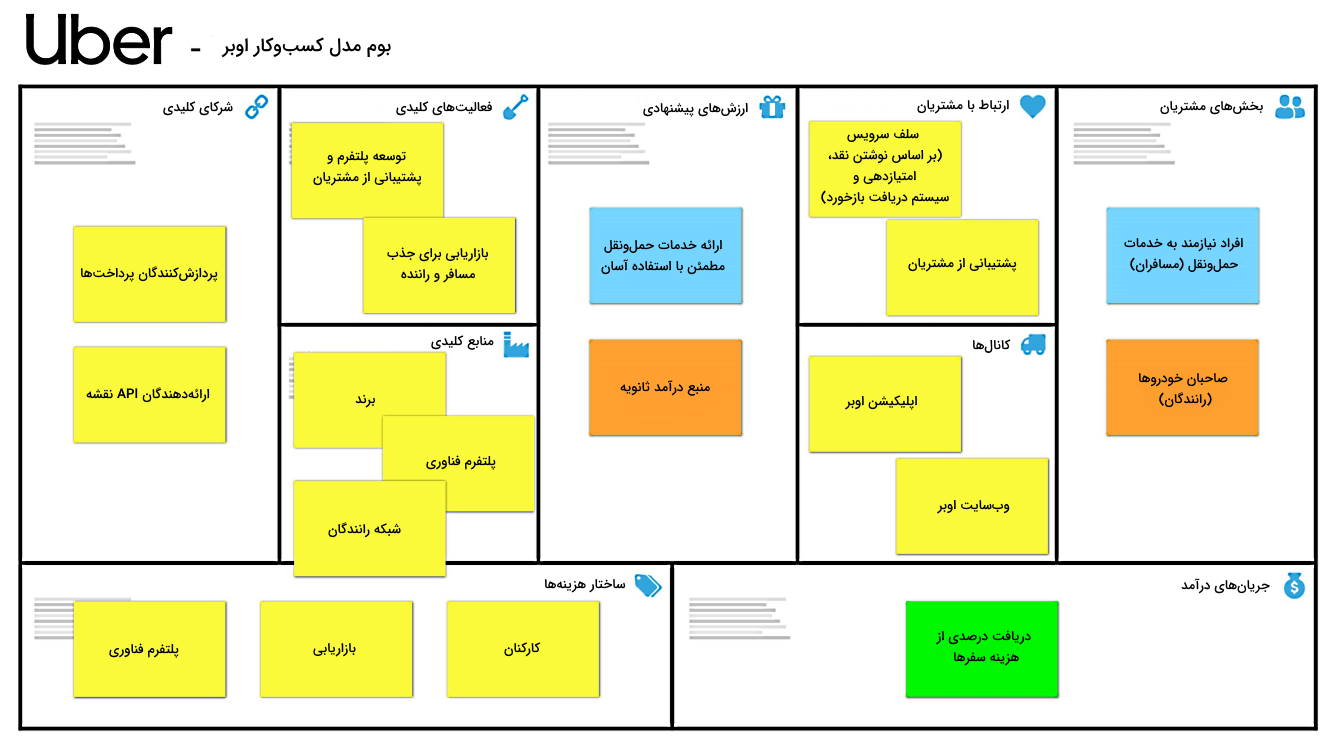 Uber - بوم مدل کسب‌وکار اوبر
بخش‌های مشتریان
افراد نیازمند به خدمات
حمل‌ونقل (مسافران)
صاحبان خودروها
(رانندگان)
ارتباط با مشتریان
سلف سرویس
(بر اساس نوشتن نقد،
امتیازدهی و
سیستم دریافت بازخورد)
پشتیبانی از مشتریان
کانال‌ها
اپلیکیشن اوبر
وب‌سایت اوبر
ارزش‌های پیشنهادی
ارائه خدمات حمل‌ونقل
مطمئن با استفاده آسان
منبع درآمد ثانویه
فعالیت‌های کلیدی
توسعه پلتفرم و
پشتیبانی از مشتریان
بازاریابی برای جذب
مسافر و راننده
منابع کلیدی
برند
پلتفرم فناوری
شبکه رانندگان
شرکای کلیدی
پردازش‌کنندگان پرداخت‌ها
ارائه‌دهندگان API نقشه
جریان‌های درآمد
دریافت درصدی از
هزینه سفرها
ساختار هزینه‌ها
کارکنان
بازاریابی
پلتفرم فناوری